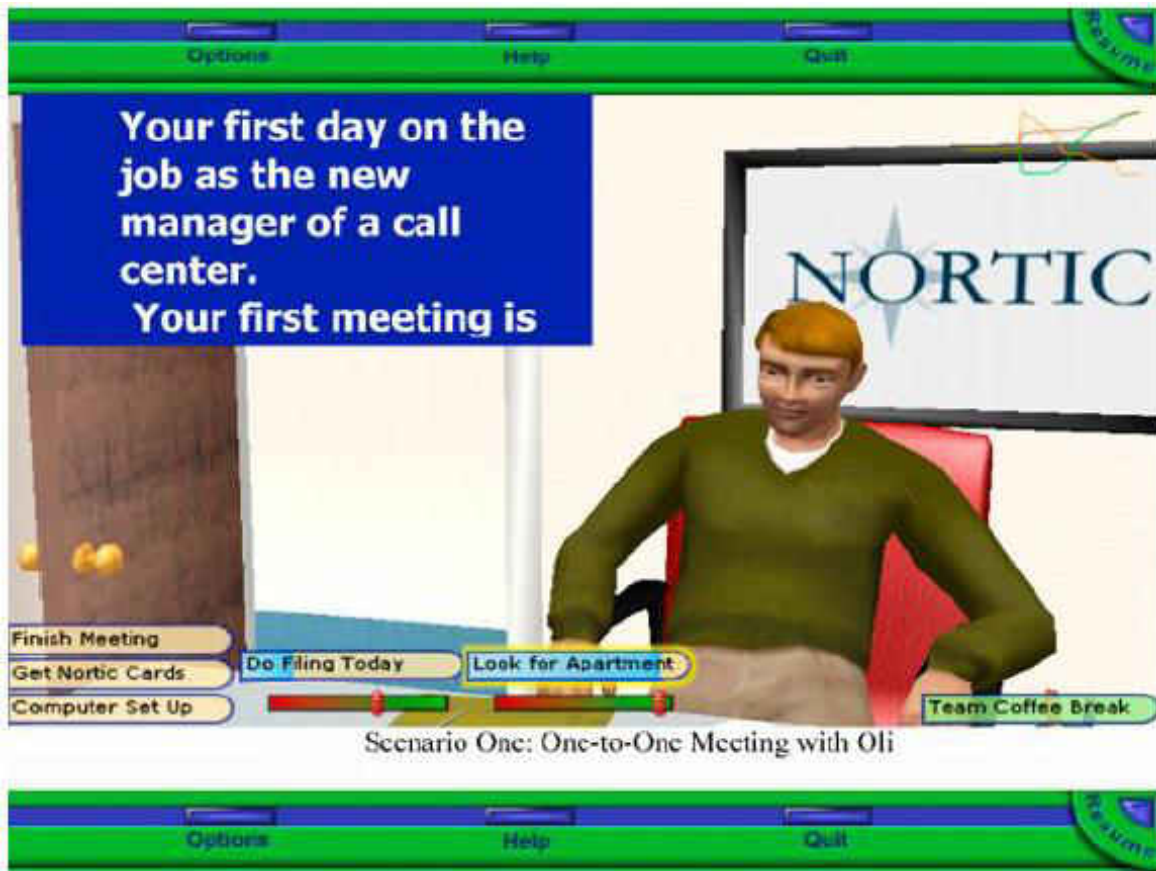 Options Help Quit Resume
Your first day on the
job as the new
manager of a call
center.
Your first meeting is
NORTIC
Finish Meeting
Get Nortic Cards
Computer Set Up
Do Filing Today
Look for Apartment
Team Coffee Break
Scenario One: One-to-One Meeting with Oli
Options Help Quit Resume